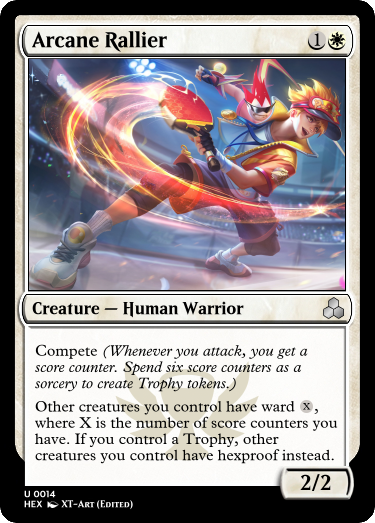 Arcane Rallier 1
Creature — Human Warrior
Compete (Whenever you attack, you get a
score counter. Spend six score counters as a
sorcery to create Trophy tokens.)
Other creatures you control have ward X,
where X is the number of score counters you
have. If you control a Trophy, other
creatures you control have hexproof instead.
2/2
U 0014
HEX XT-Art (Edited)